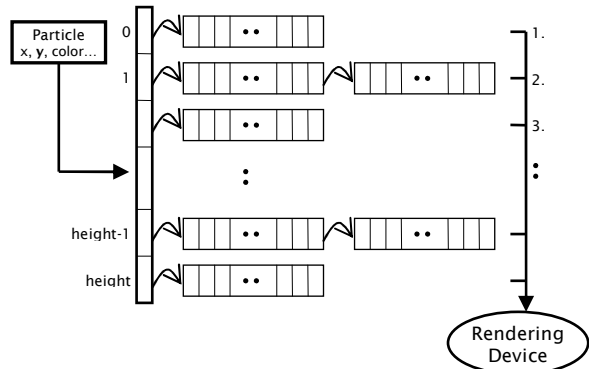 Particle
x, y, color...
0
1
height-1
height
1.
2.
3.
Rendering
Device